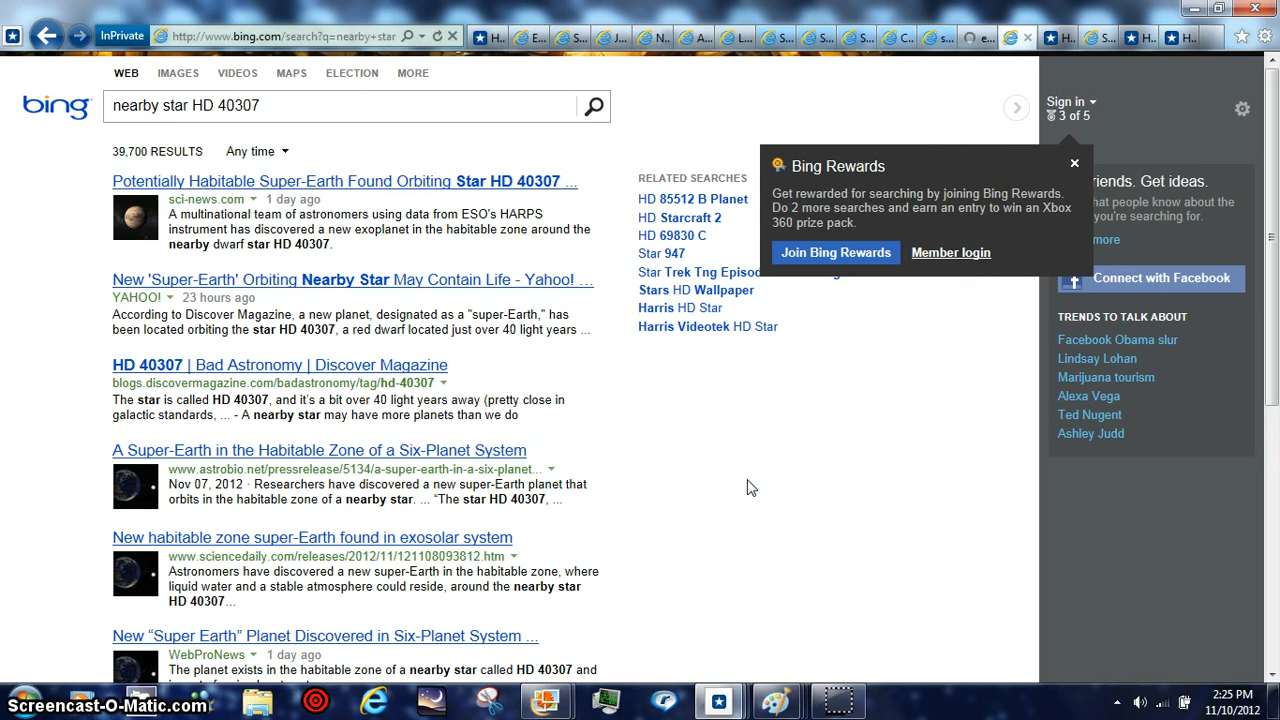 InPrivate
http://www.bing.com/search?q=nearby+star
WEB IMAGES VIDEOS MAPS ELECTION MORE
bing
nearby star HD 40307
Sign in
3 of 5
39,700 RESULTS Any time
Potentially Habitable Super-Earth Found Orbiting Star HD 40307 ...
sci-news.com 1 day ago
A multinational team of astronomers using data from ESO's HARPS
instrument has discovered a new exoplanet in the habitable zone around the
nearby dwarf star HD 40307.
New 'Super-Earth' Orbiting Nearby Star May Contain Life - Yahoo! ...
YAHOO! 23 hours ago
According to Discover Magazine, a new planet, designated as a "super-Earth," has
been located orbiting the star HD 40307, a red dwarf located just over 40 light years ...
HD 40307 | Bad Astronomy | Discover Magazine
blogs.discovermagazine.com/badastronomy/tag/hd-40307
The star is called HD 40307, and it's a bit over 40 light years away (pretty close in
galactic standards, ... - A nearby star may have more planets than we do
A Super-Earth in the Habitable Zone of a Six-Planet System
www.astrobio.net/pressrelease/5134/a-super-earth-in-a-six-planet...
Nov 07, 2012 · Researchers have discovered a new super-Earth planet that
orbits in the habitable zone of a nearby star. ... “The star HD 40307, ...
New habitable zone super-Earth found in exosolar system
www.sciencedaily.com/releases/2012/11/121108093812.htm
Astronomers have discovered a new super-Earth in the habitable zone, where
liquid water and a stable atmosphere could reside, around the nearby star
HD 40307...
New “Super Earth” Planet Discovered in Six-Planet System ...
WebProNews 1 day ago
The planet exists in the habitable zone of a nearby star called HD 40307 and
RELATED SEARCHES
HD 85512 B Planet
HD Starcraft 2
HD 69830 C
Star 947
Star Trek Tng Episod
Stars HD Wallpaper
Harris HD Star
Harris Videotek HD Star
Bing Rewards
Get rewarded for searching by joining Bing Rewards.
Do 2 more searches and earn an entry to win an Xbox
360 prize pack.
Join Bing Rewards Member login
riends. Get ideas.
hat people know about the
you're searching for.
more
Connect with Facebook
TRENDS TO TALK ABOUT
Facebook Obama slur
Lindsay Lohan
Marijuana tourism
Alexa Vega
Ted Nugent
Ashley Judd
Screencast-O-Matic.com
2:25 PM
11/10/2012